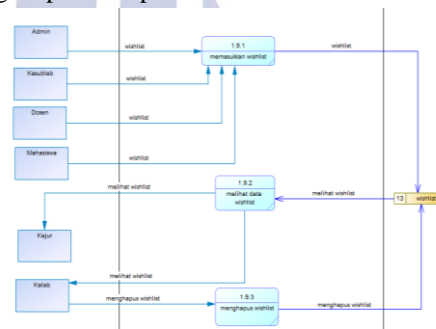 Admin
wishlist
1.9.1
memasukkan wishlist
wishlist
Kasublab
wishlist
Dosen
wishlist
Mahasiswa
wishlist
1.9.2
melihat data
wishlist
melihat wishlist
melihat wishlist
13 wishlist
Kajur
melihat wishlist
Kalab
menghapus wishlist
1.9.3
menghapus wishlist
menghapus wishlist